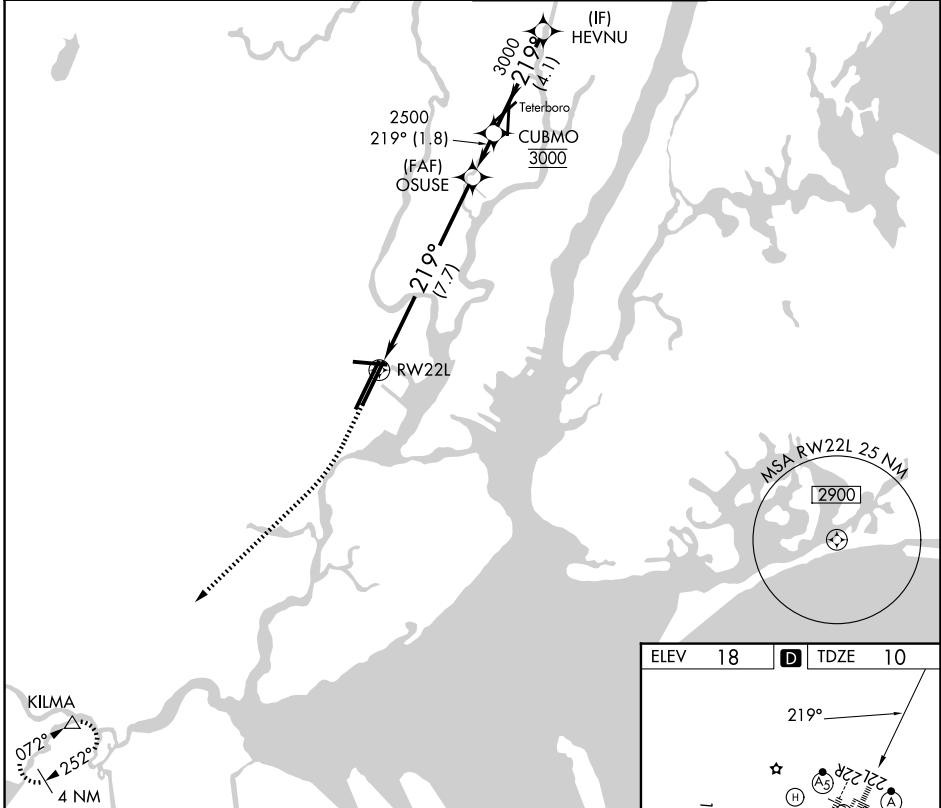 (IF)
HEVNU
3000
219°
(4.1)
Teterboro
2500
219° (1.8)
CUBMO
3000
(FAF)
OSUSE
219°
(7.7)
RW22L
MSA RW22L 25 NM
2900
ELEV 18 D TDZE 10
219°
KILMA
072°
252°
4 NM
22R
22L
A5
A
H